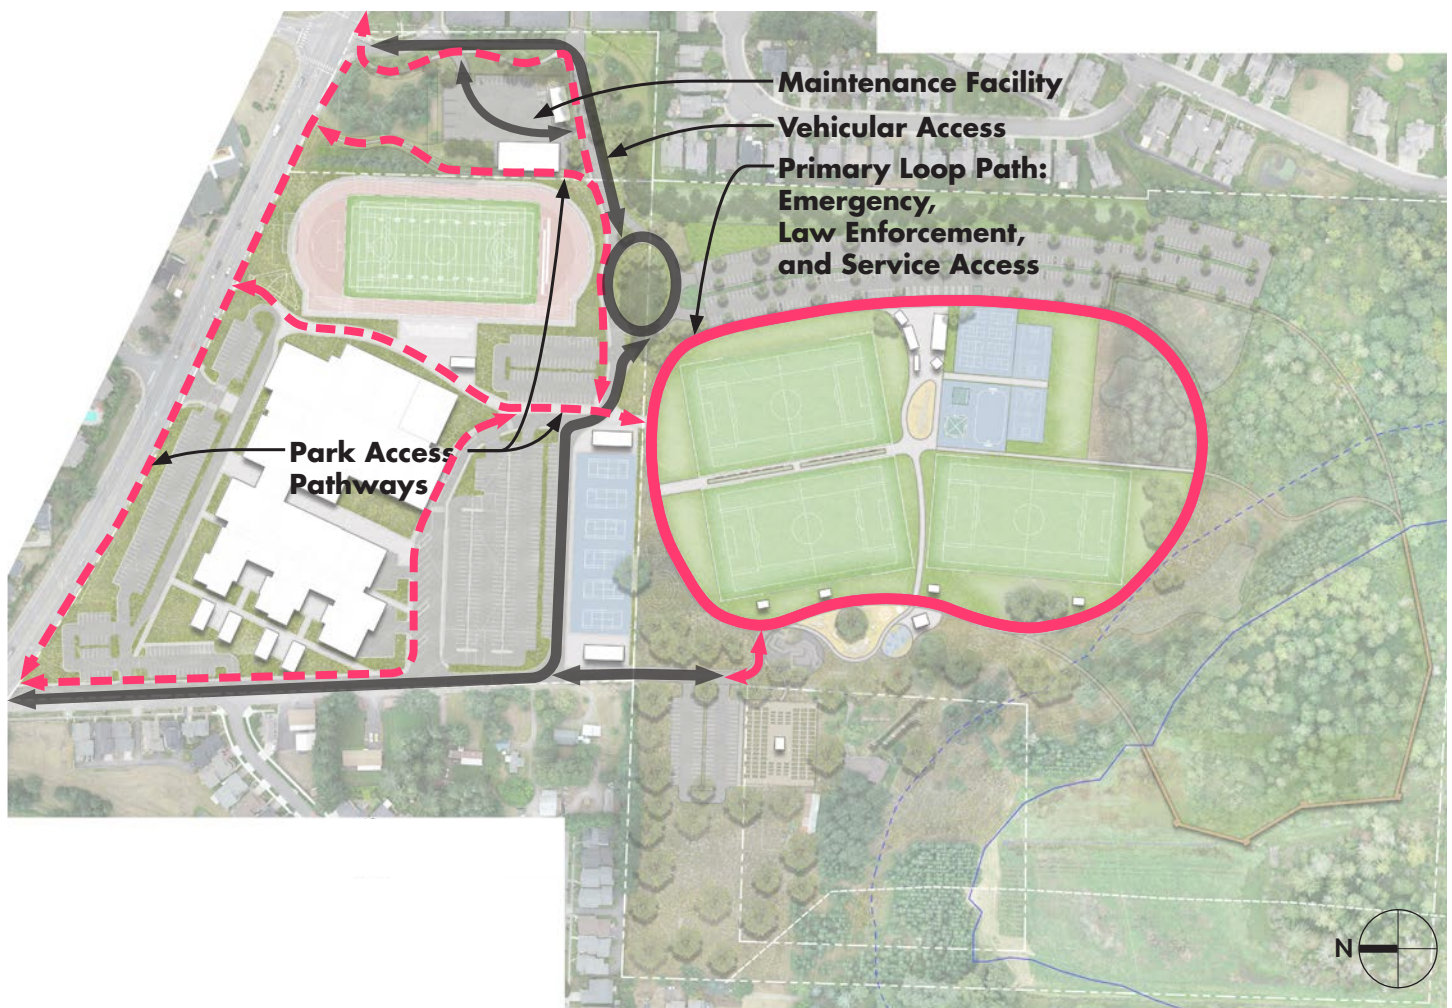 Maintenance Facility
Vehicular Access
Primary Loop Path:
Emergency,
Law Enforcement,
and Service Access
Park Access
Pathways
N